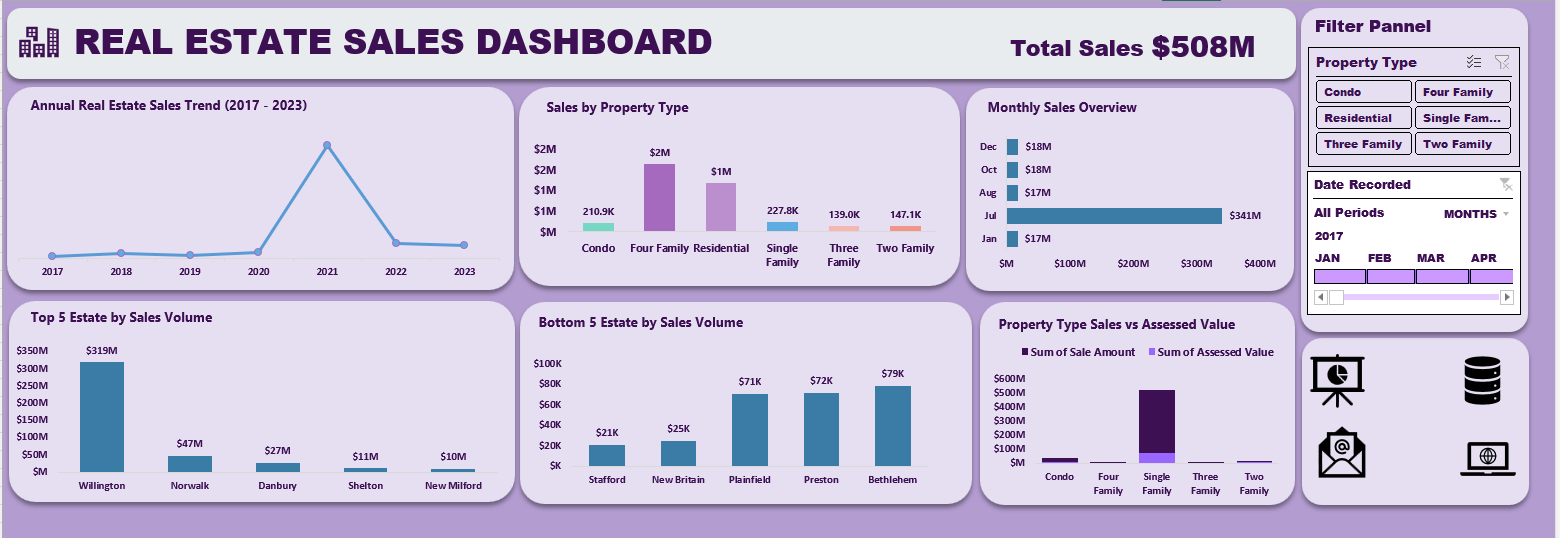 REAL ESTATE SALES DASHBOARD
Total Sales $508M
Filter Pannel
Property Type
Condo
Four Family
Residential
Single Fam...
Three Family
Two Family
Date Recorded
All Periods
MONTHS
2017
JAN FEB MAR APR
Annual Real Estate Sales Trend (2017 - 2023)
2017 2018 2019 2020 2021 2022 2023
Sales by Property Type
$2M
$2M
$1M
$1M
$M
210.9K
$2M
$1M
227.8K
139.0K
147.1K
Condo
Four Family
Residential
Single
Family
Three
Family
Two Family
Monthly Sales Overview
Dec $18M
Oct $18M
Aug $17M
Jul $341M
Jan $17M
$M $100M $200M $300M $400M
Top 5 Estate by Sales Volume
$350M
$300M
$250M
$200M
$150M
$100M
$50M
$M
$319M
$47M
$27M
$11M
$10M
Willington Norwalk Danbury Shelton New Milford
Bottom 5 Estate by Sales Volume
$100K
$80K
$60K
$40K
$20K
$K
$21K
$25K
$71K
$72K
$79K
Stafford New Britain Plainfield Preston Bethlehem
Property Type Sales vs Assessed Value
Sum of Sale Amount
Sum of Assessed Value
$600M
$500M
$400M
$300M
$200M
$100M
$M
Condo
Four
Family
Single
Family
Three
Family
Two
Family